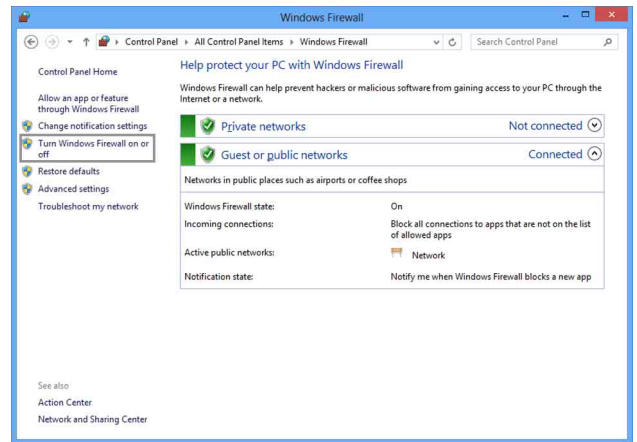 Windows Firewall
Control Panel ▸ All Control Panel Items ▸ Windows Firewall
Search Control Panel
Control Panel Home
Allow an app or feature
through Windows Firewall
Change notification settings
Turn Windows Firewall on or
off
Restore defaults
Advanced settings
Troubleshoot my network
Help protect your PC with Windows Firewall
Windows Firewall can help prevent hackers or malicious software from gaining access to your PC through the
Internet or a network.
Private networks Not connected
Guest or public networks Connected
Networks in public places such as airports or coffee shops
Windows Firewall state: On
Incoming connections: Block all connections to apps that are not on the list
of allowed apps
Active public networks: Network
Notification state: Notify me when Windows Firewall blocks a new app
See also
Action Center
Network and Sharing Center